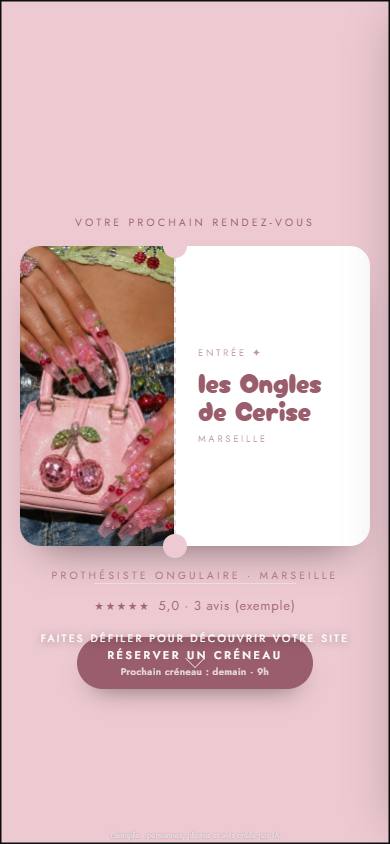 VOTRE PROCHAIN RENDEZ-VOUS
ENTRÉE ✦
les Ongles
de Cerise
MARSEILLE
PROTHÉSISTE ONGULAIRE · MARSEILLE
★★★★★ 5,0 · 3 avis (exemple)
FAITES DÉFILER POUR DÉCOUVRIR VOTRE SITE
RÉSERVER UN CRÉNEAU
Prochain créneau : demain - 9h